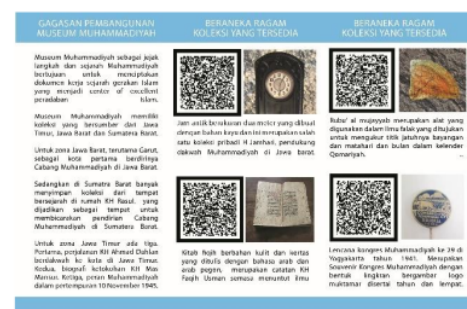 GAGASAN PEMBANGUNAN
MUSEUM MUHAMMADIYAH
Museum Muhammadiyah sebagai jejak
langkah dan sejarah Muhammadiyah
bertujuan untuk menciptakan
dokumen kerja sejarah gerakan Islam
yang menjadi center of excellent
peradaban Islam.
Museum Muhammadiyah memiliki
koleksi yang bersumber dari Jawa
Timur, Jawa Barat dan Sumatera Barat.
Untuk zona Jawa Barat, terutama Garut,
sebagai kota pertama berdirinya
Cabang Muhammadiyah di Jawa Barat.
Sedangkan di Sumatra Barat banyak
menyimpan koleksi dari tempat
bersejarah di rumah KH Rasul. yang
dijadikan sebagai tempat untuk
membicarakan pendirian Cabang
Muhammadiyah di Sumatera Barat.
Untuk zona Jawa Timur ada tiga.
Pertama, perjalanan KH Ahmad Dahlan
berdakwah ke kota di Jawa Timur.
Kedua, biografi ketokohan KH Mas
Mansur. Ketiga, peran Muhammadiyah
dalam pertempuran 10 November 1945.
BERANEKA RAGAM
KOLEKSI YANG TERSEDIA
Jam antik berukuran dua meter yang dibuat
dengan bahan kayu dan ini merupakan salah
satu koleksi pribadi H Jamhari, pendukung
dakwah Muhammadiyah di Jawa barat.
Kitab fiqih berbahan kulit dan kertas
yang ditulis dengan bahasa arab dan
arab pegon. merupakan catatan KH
Faqih Usman semasa menuntut ilmu
BERANEKA RAGAM
KOLEKSI YANG TERSEDIA
Rubu' al mujayyab merupakan alat yang
digunakan dalam ilmu falak yang ditujukan
untuk mengukur titik jatuhnya bayangan
dan matahari dan bulan dalam kelender
Qamariyah.
Lencana kongres Muhammadiyah ke 29 di
Yogyakarta tahun 1941. Merupakan
Souvenir Kongres Muhammadiyah dengan
bentuk lingkran bergambar logo
muktamar disertai tahun dan tempat.